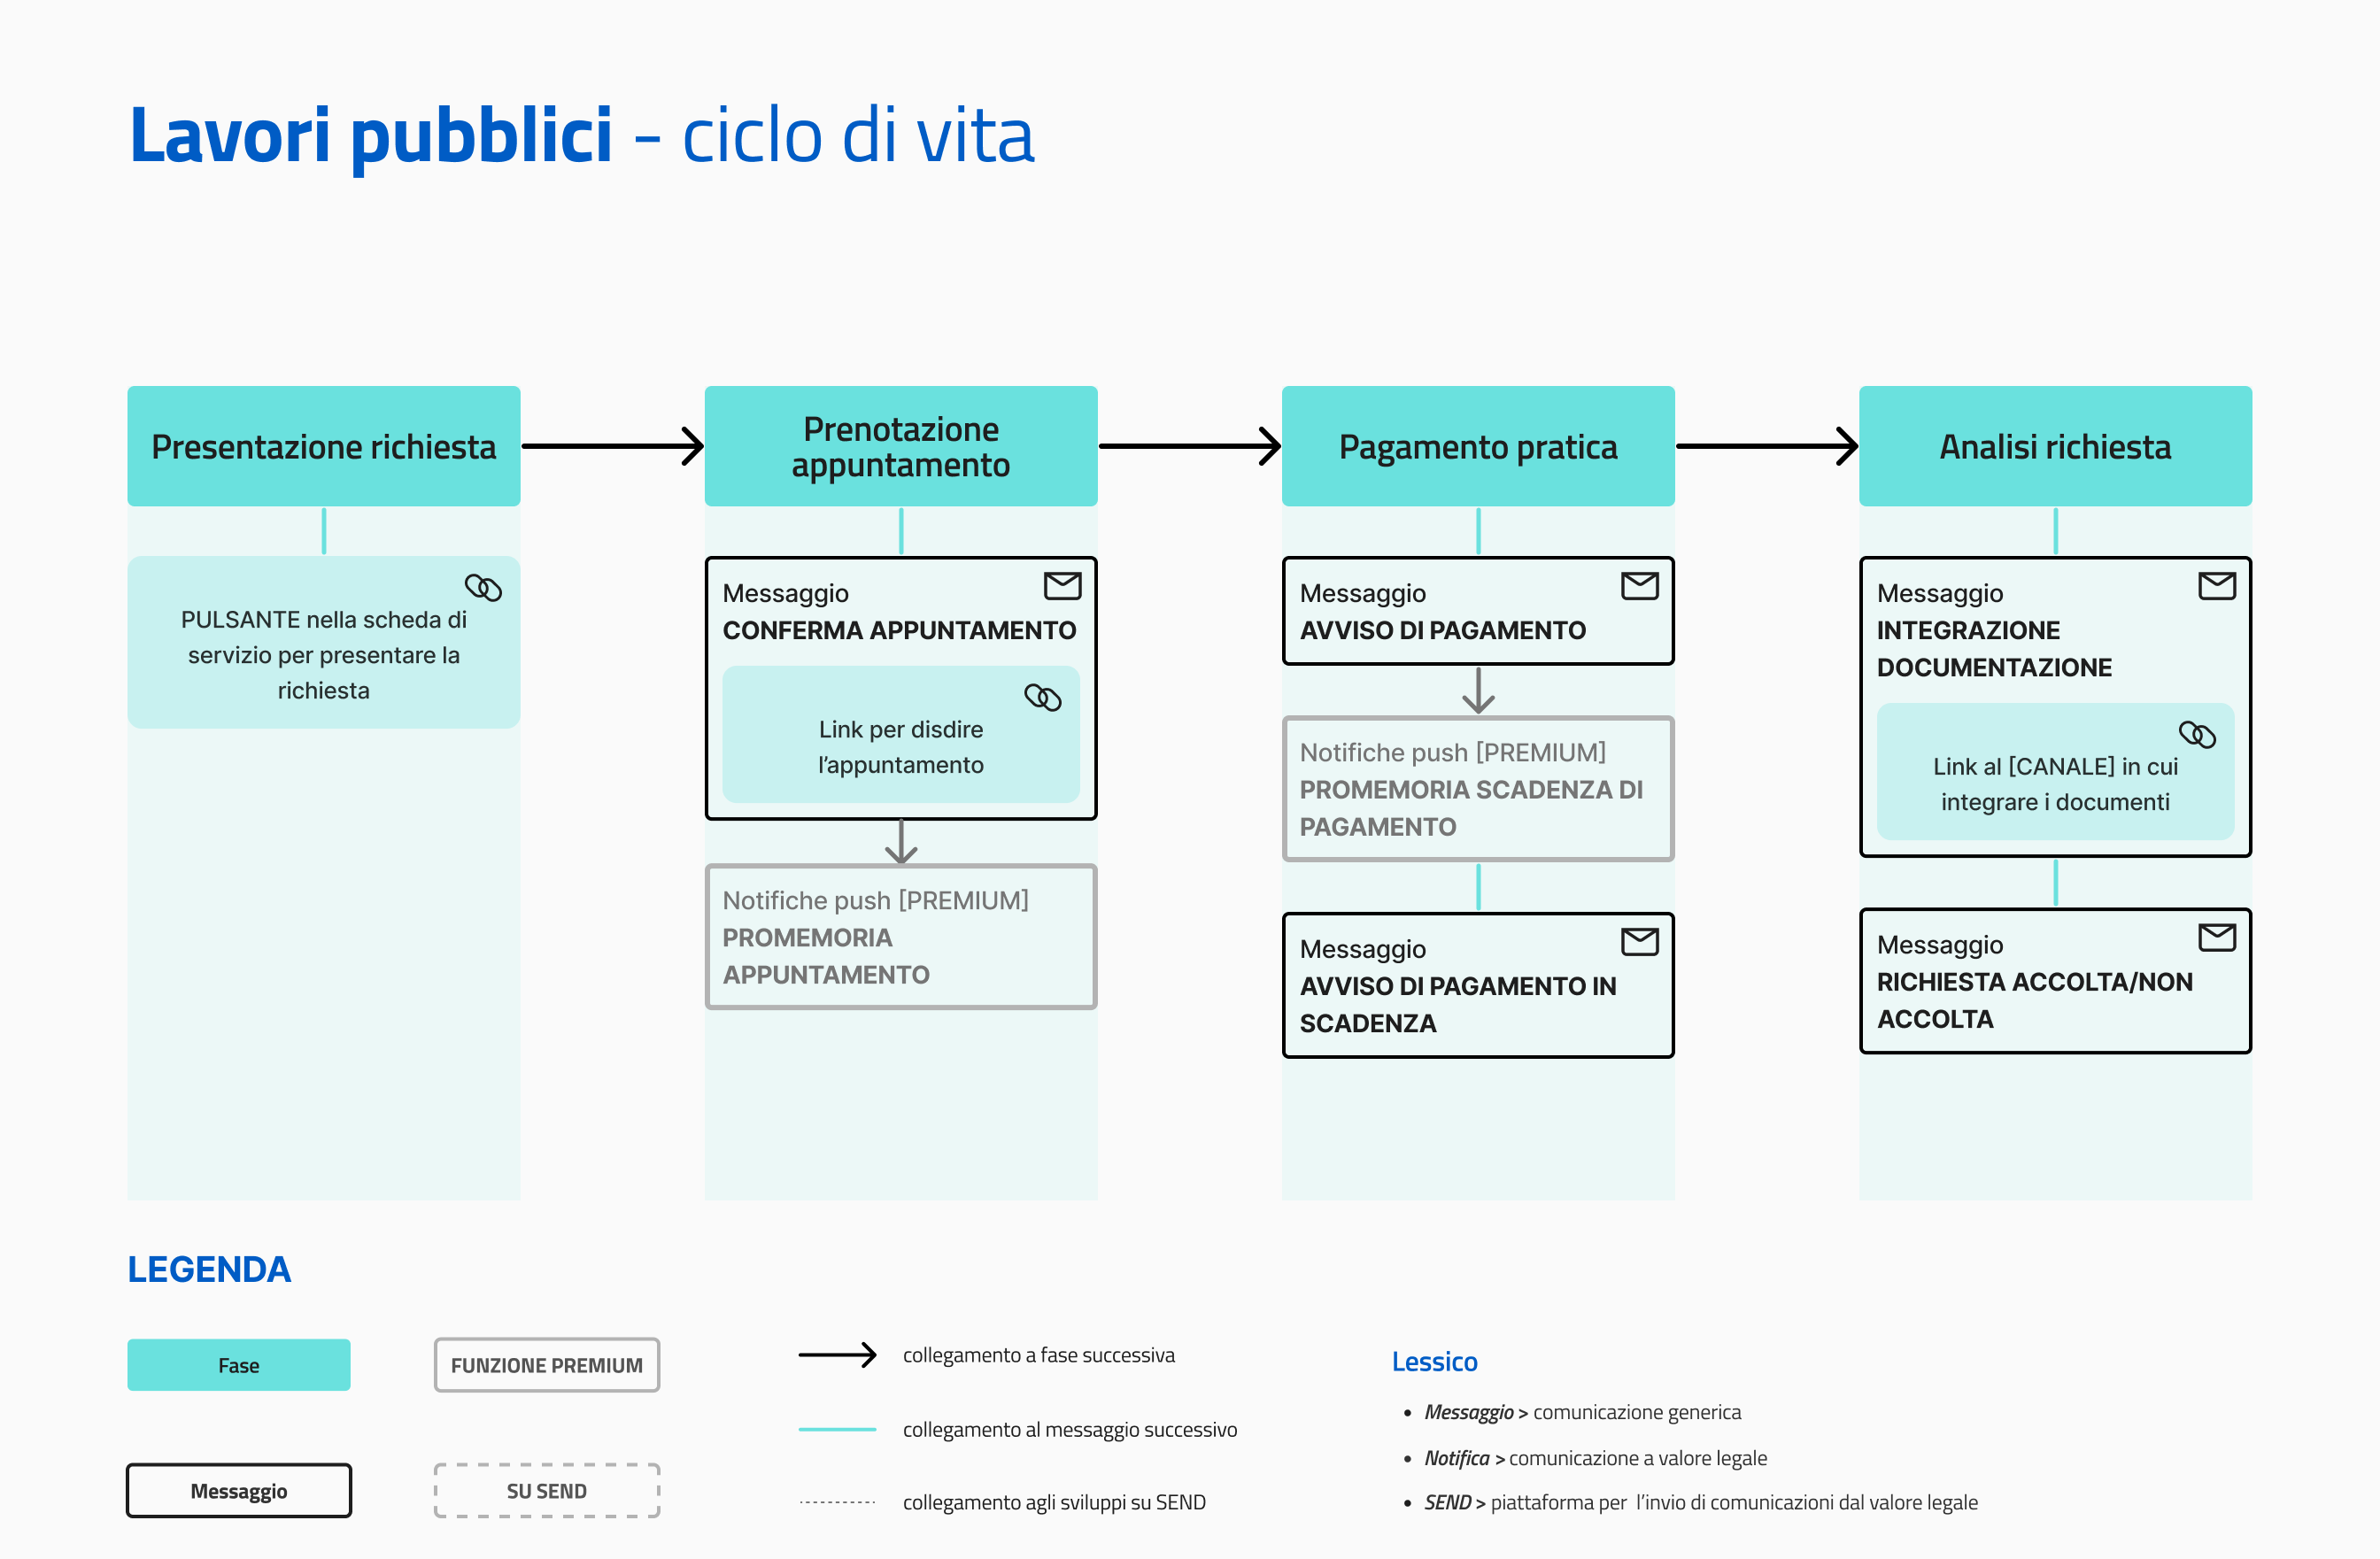 Lavori pubblici - ciclo di vita
Presentazione richiesta
PULSANTE nella scheda di
servizio per presentare la
richiesta
Prenotazione
appuntamento
Messaggio
CONFERMA APPUNTAMENTO
Link per disdire
l’appuntamento
Notifiche push [PREMIUM]
PROMEMORIA
APPUNTAMENTO
Pagamento pratica
Messaggio
AVVISO DI PAGAMENTO
Notifiche push [PREMIUM]
PROMEMORIA SCADENZA DI
PAGAMENTO
Messaggio
AVVISO DI PAGAMENTO IN
SCADENZA
Analisi richiesta
Messaggio
INTEGRAZIONE
DOCUMENTAZIONE
Link al [CANALE] in cui
integrare i documenti
Messaggio
RICHIESTA ACCOLTA/NON
ACCOLTA
LEGENDA
Fase
FUNZIONE PREMIUM
Messaggio
SU SEND
collegamento a fase successiva
collegamento al messaggio successivo
collegamento agli sviluppi su SEND
Lessico
• Messaggio > comunicazione generica
• Notifica > comunicazione a valore legale
• SEND > piattaforma per l’invio di comunicazioni dal valore legale